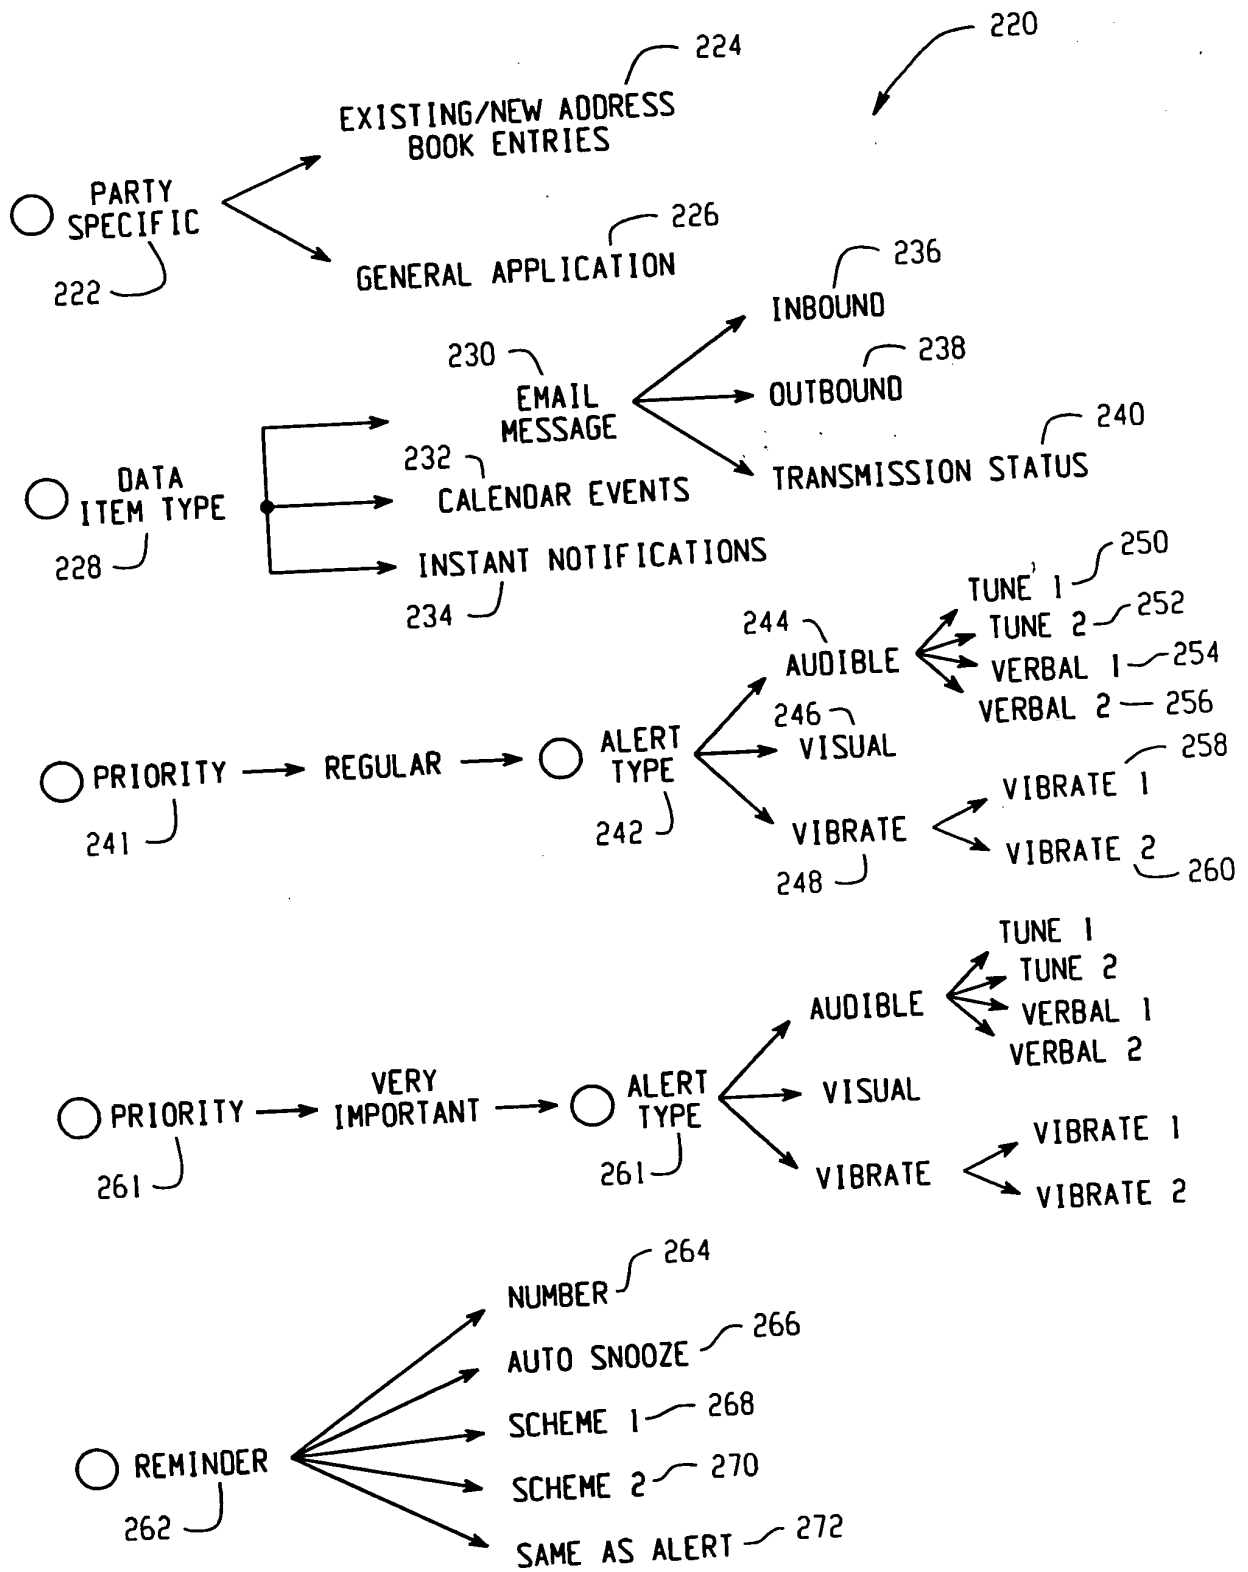 220
224
EXISTING/NEW ADDRESS
BOOK ENTRIES
PARTY
SPECIFIC
222
226
GENERAL APPLICATION
236
INBOUND
230
EMAIL
MESSAGE
238
OUTBOUND
240
TRANSMISSION STATUS
DATA
ITEM TYPE
228
232
CALENDAR EVENTS
INSTANT NOTIFICATIONS
234
250
TUNE 1
TUNE 2 252
244
AUDIBLE
VERBAL 1 254
VERBAL 2 256
246
VISUAL
PRIORITY
241
REGULAR
ALERT
TYPE
242
258
VIBRATE 1
VIBRATE
248
VIBRATE 2
260
TUNE 1
TUNE 2
AUDIBLE
VERBAL 1
VERBAL 2
PRIORITY
261
VERY
IMPORTANT
ALERT
TYPE
261
VISUAL
VIBRATE 1
VIBRATE
VIBRATE 2
NUMBER 264
AUTO SNOOZE 266
SCHEME 1 268
REMINDER
262
SCHEME 2 270
SAME AS ALERT 272